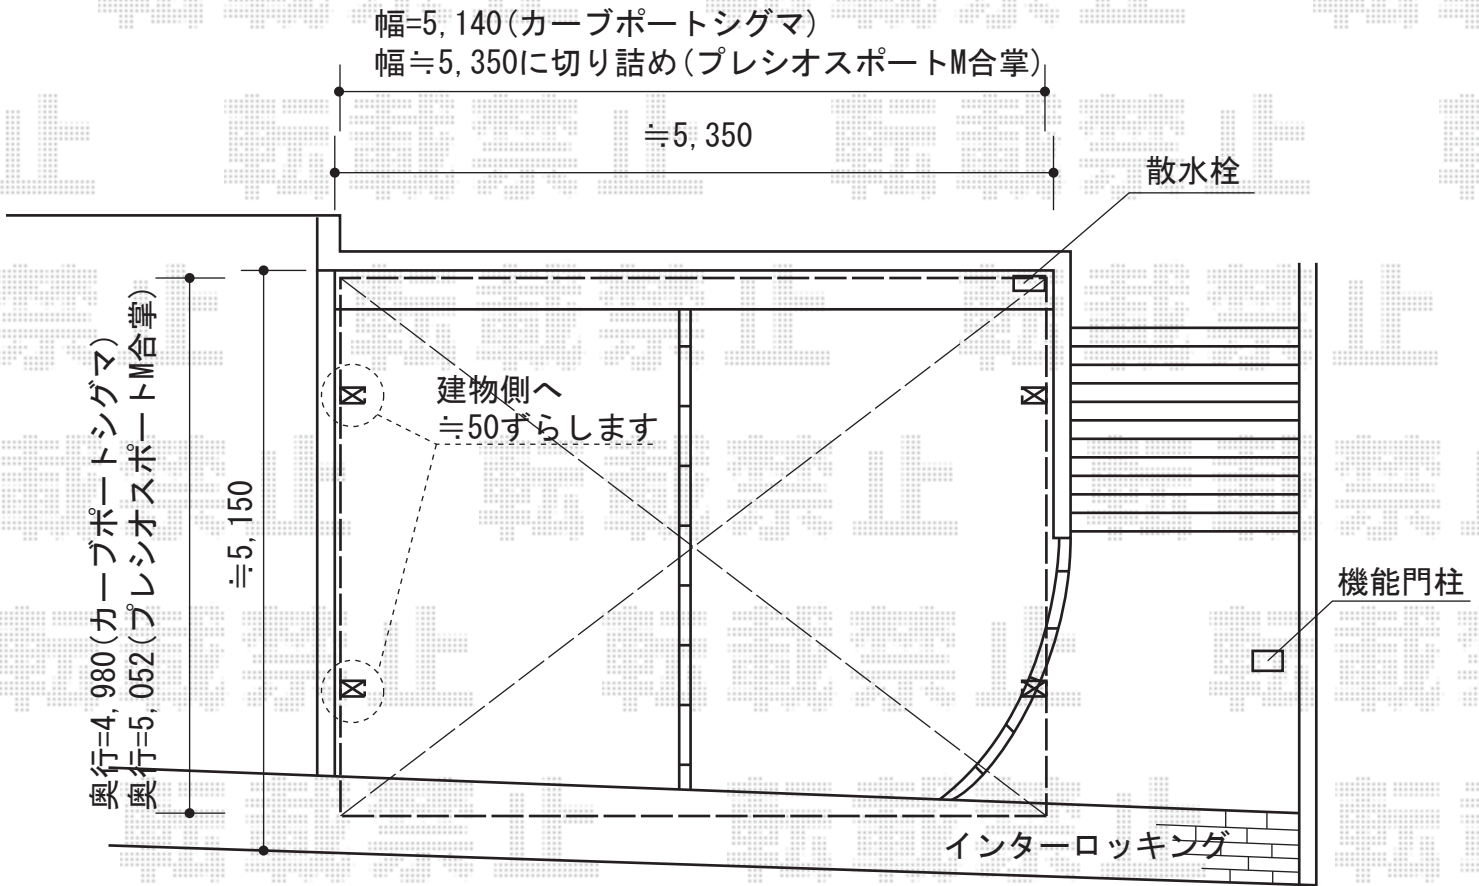 幅=5,140(カーブポートシグマ)
幅≒5,350に切り詰め(プレシオスポートM合掌)
≒5,350
散水栓
建物側へ
≒50ずらします
奥行=4,980(カーブポートシグマ)
奥行=5,052(プレシオスポートM合掌)
≒5,150
機能門柱
インターロッキング
転載禁止